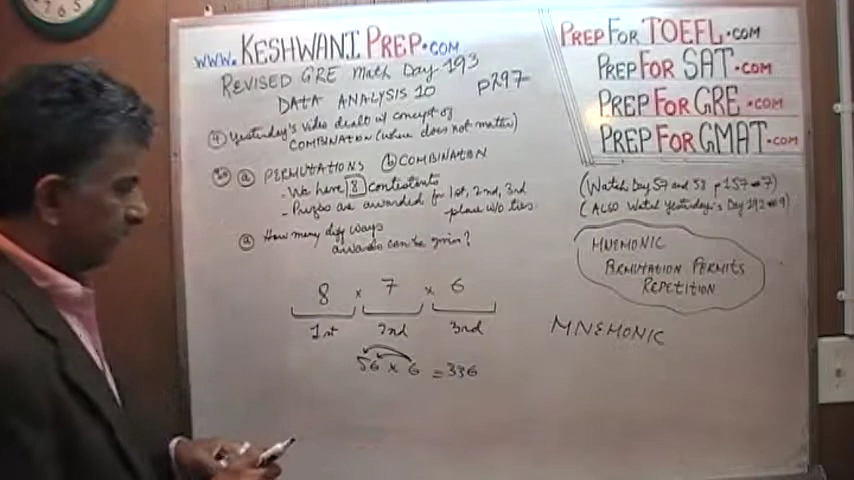 WWW. KESHWANI PREP.COM
REVISED GRE Math Day 193
DATA ANALYSIS 10 P297
④ Yesterday's video dealt w/ concept of
COMBINATION (where does not matter)
ⓐ PERMUTATIONS ⓑ COMBINATION
- We have 8 contestants
- Prizes are awarded for 1st, 2nd, 3rd
place w/o ties
ⓐ How many diff ways
awards can be given?
8 x 7 x 6
1st 2nd 3rd
56 x 6 = 336
PREP FOR TOEFL.COM
PREP FOR SAT.COM
PREP FOR GRE.COM
PREP FOR GMAT.COM
(Watch Day 57 and 58 p157 #7)
(ALSO Watch Yesterday's Day 192 #9)
MNEMONIC
PERMUTATION PERMITS
REPETITION
MNEMONIC